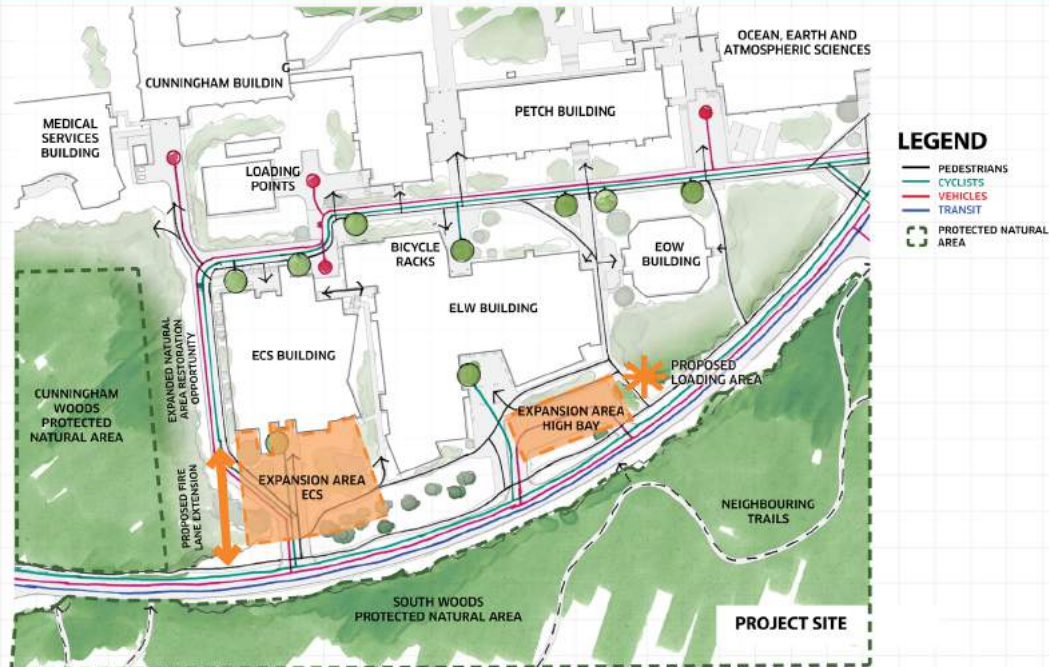 OCEAN, EARTH AND
ATMOSPHERIC SCIENCES
CUNNINGHAM BUILDIN
G
PETCH BUILDING
MEDICAL
SERVICES
BUILDING
LOADING
POINTS
LEGEND
PEDESTRIANS
CYCLISTS
VEHICLES
TRANSIT
PROTECTED NATURAL
AREA
BICYCLE
RACKS
EOW
BUILDING
ELW BUILDING
ECS BUILDING
EXPANDED NATURAL
AREA RESTORATION
OPPORTUNITY
PROPOSED
LOADING AREA
CUNNINGHAM
WOODS
PROTECTED
NATURAL AREA
EXPANSION AREA
HIGH BAY
EXPANSION AREA
ECS
PROPOSED FIRE
LANE EXTENSION
NEIGHBOURING
TRAILS
SOUTH WOODS
PROTECTED NATURAL AREA
PROJECT SITE